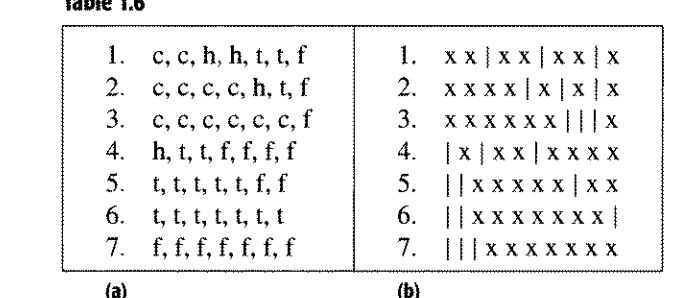 Table 1.6
1. c, c, h, h, t, t, f 1. x x | x x | x x | x
2. c, c, c, c, h, t, f 2. x x x x | x | x | x
3. c, c, c, c, c, c, f 3. x x x x x x | | | x
4. h, t, t, f, f, f, f 4. | x | x x | x x x x
5. t, t, t, t, t, f, f 5. | | x x x x x | x x
6. t, t, t, t, t, t, t 6. | | x x x x x x x |
7. f, f, f, f, f, f, f 7. | | | x x x x x x x
(a) (b)